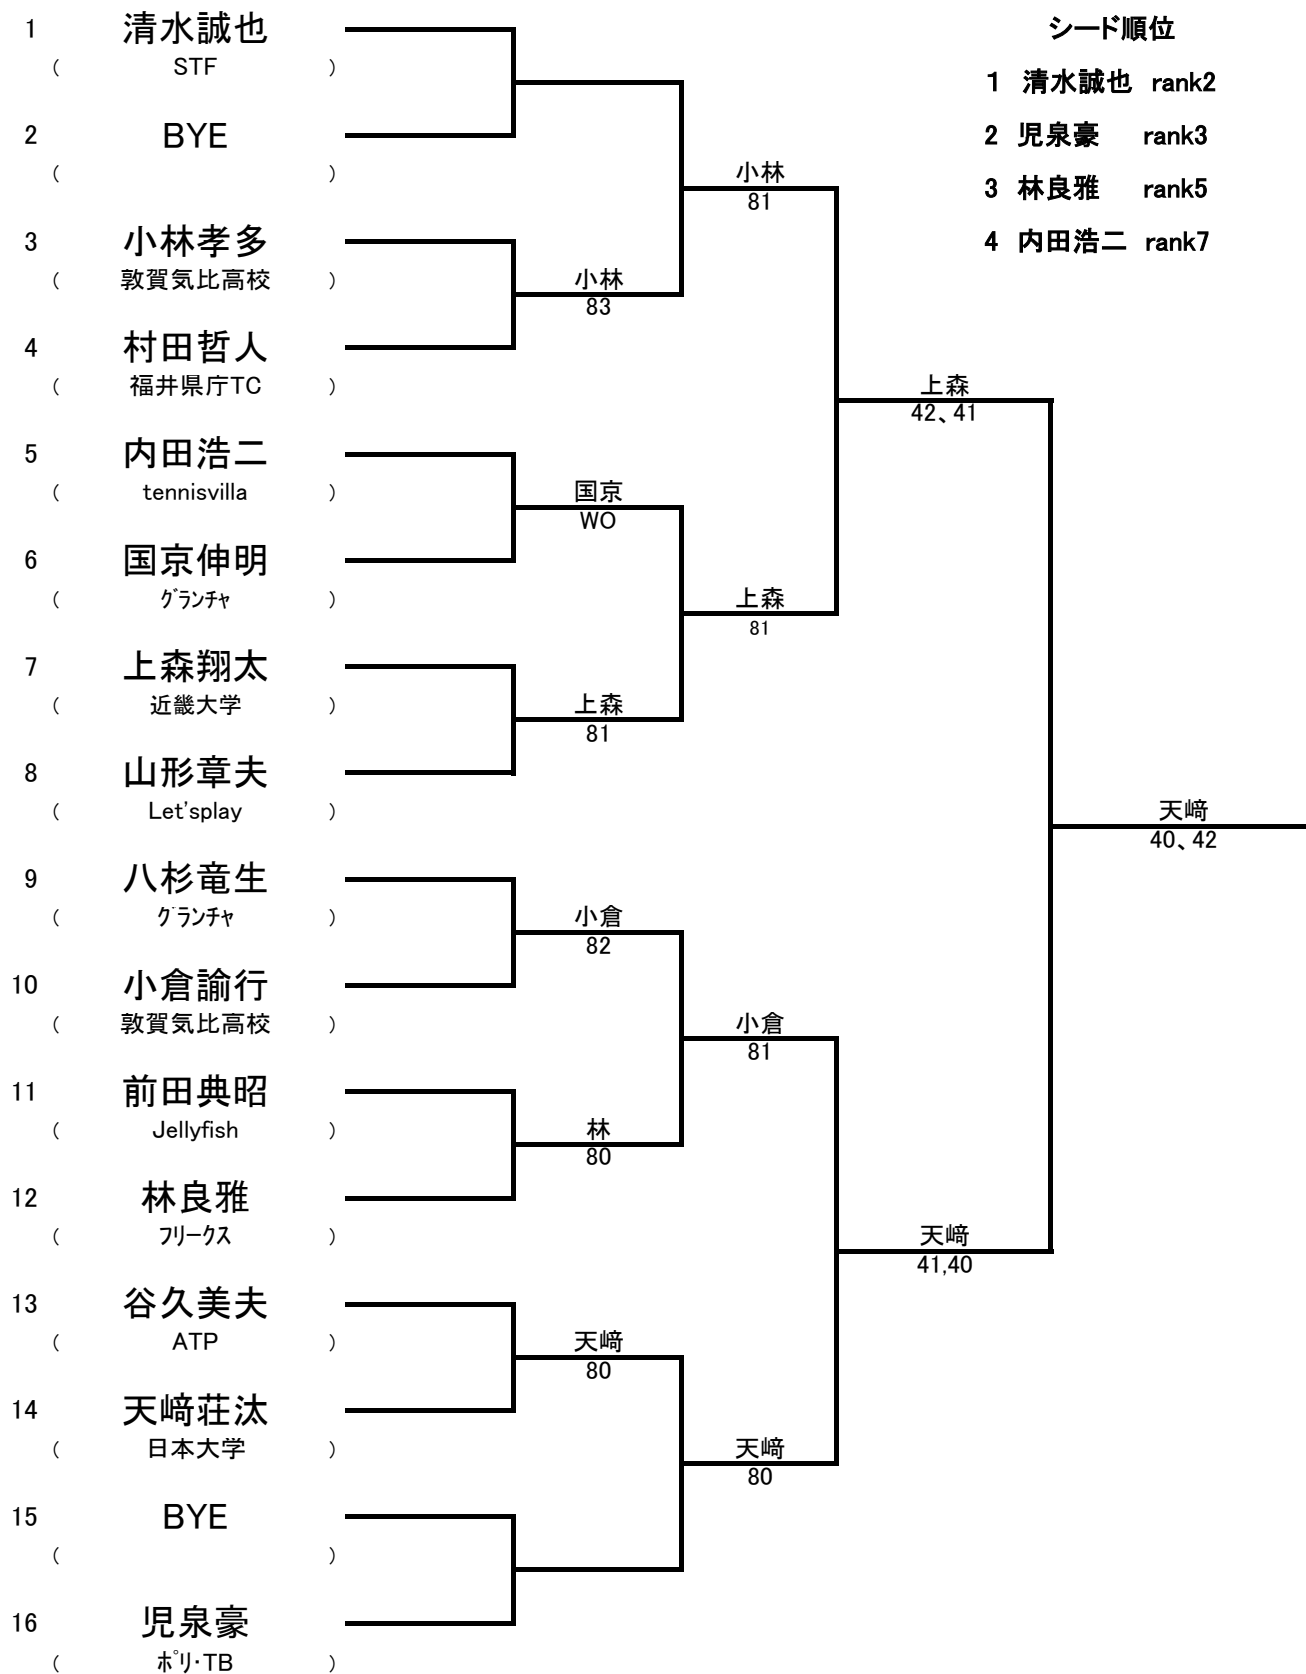 1 清水誠也
( STF )
2 BYE
( )
3 小林孝多
( 敦賀気比高校 )
4 村田哲人
( 福井県庁TC )
5 内田浩二
( tennisvilla )
6 国京伸明
( グランチャ )
7 上森翔太
( 近畿大学 )
8 山形章夫
( Let'splay )
9 八杉竜生
( グランチャ )
10 小倉諭行
( 敦賀気比高校 )
11 前田典昭
( Jellyfish )
12 林良雅
( フリークス )
13 谷久美夫
( ATP )
14 天﨑荘汰
( 日本大学 )
15 BYE
( )
16 児泉豪
( ポリ・TB )
小林
83
国京
WO
上森
81
小倉
82
林
80
天﨑
80
小林
81
上森
81
小倉
81
天﨑
80
上森
42、41
天﨑
41,40
天﨑
40、42
シード順位
1 清水誠也 rank2
2 児泉豪 rank3
3 林良雅 rank5
4 内田浩二 rank7